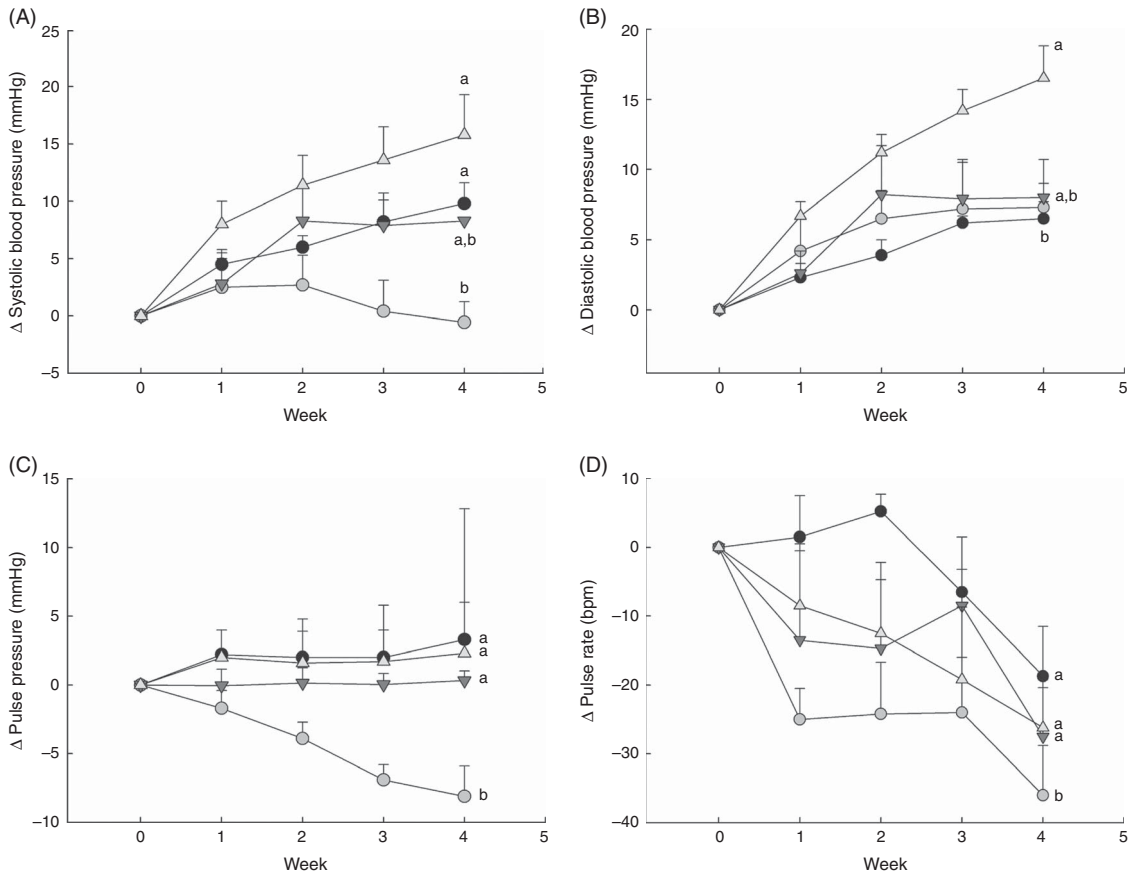 (A)
25
20
15
10
5
0
–5
Δ Systolic blood pressure (mmHg)
a
a
a,b
b
0 1 2 3 4 5
Week
(B)
20
15
10
5
0
Δ Diastolic blood pressure (mmHg)
a
a,b
b
0 1 2 3 4 5
Week
(C)
15
10
5
0
–5
–10
Δ Pulse pressure (mmHg)
a
a
a
b
0 1 2 3 4 5
Week
(D)
10
0
–10
–20
–30
–40
Δ Pulse rate (bpm)
a
a
a
b
0 1 2 3 4 5
Week